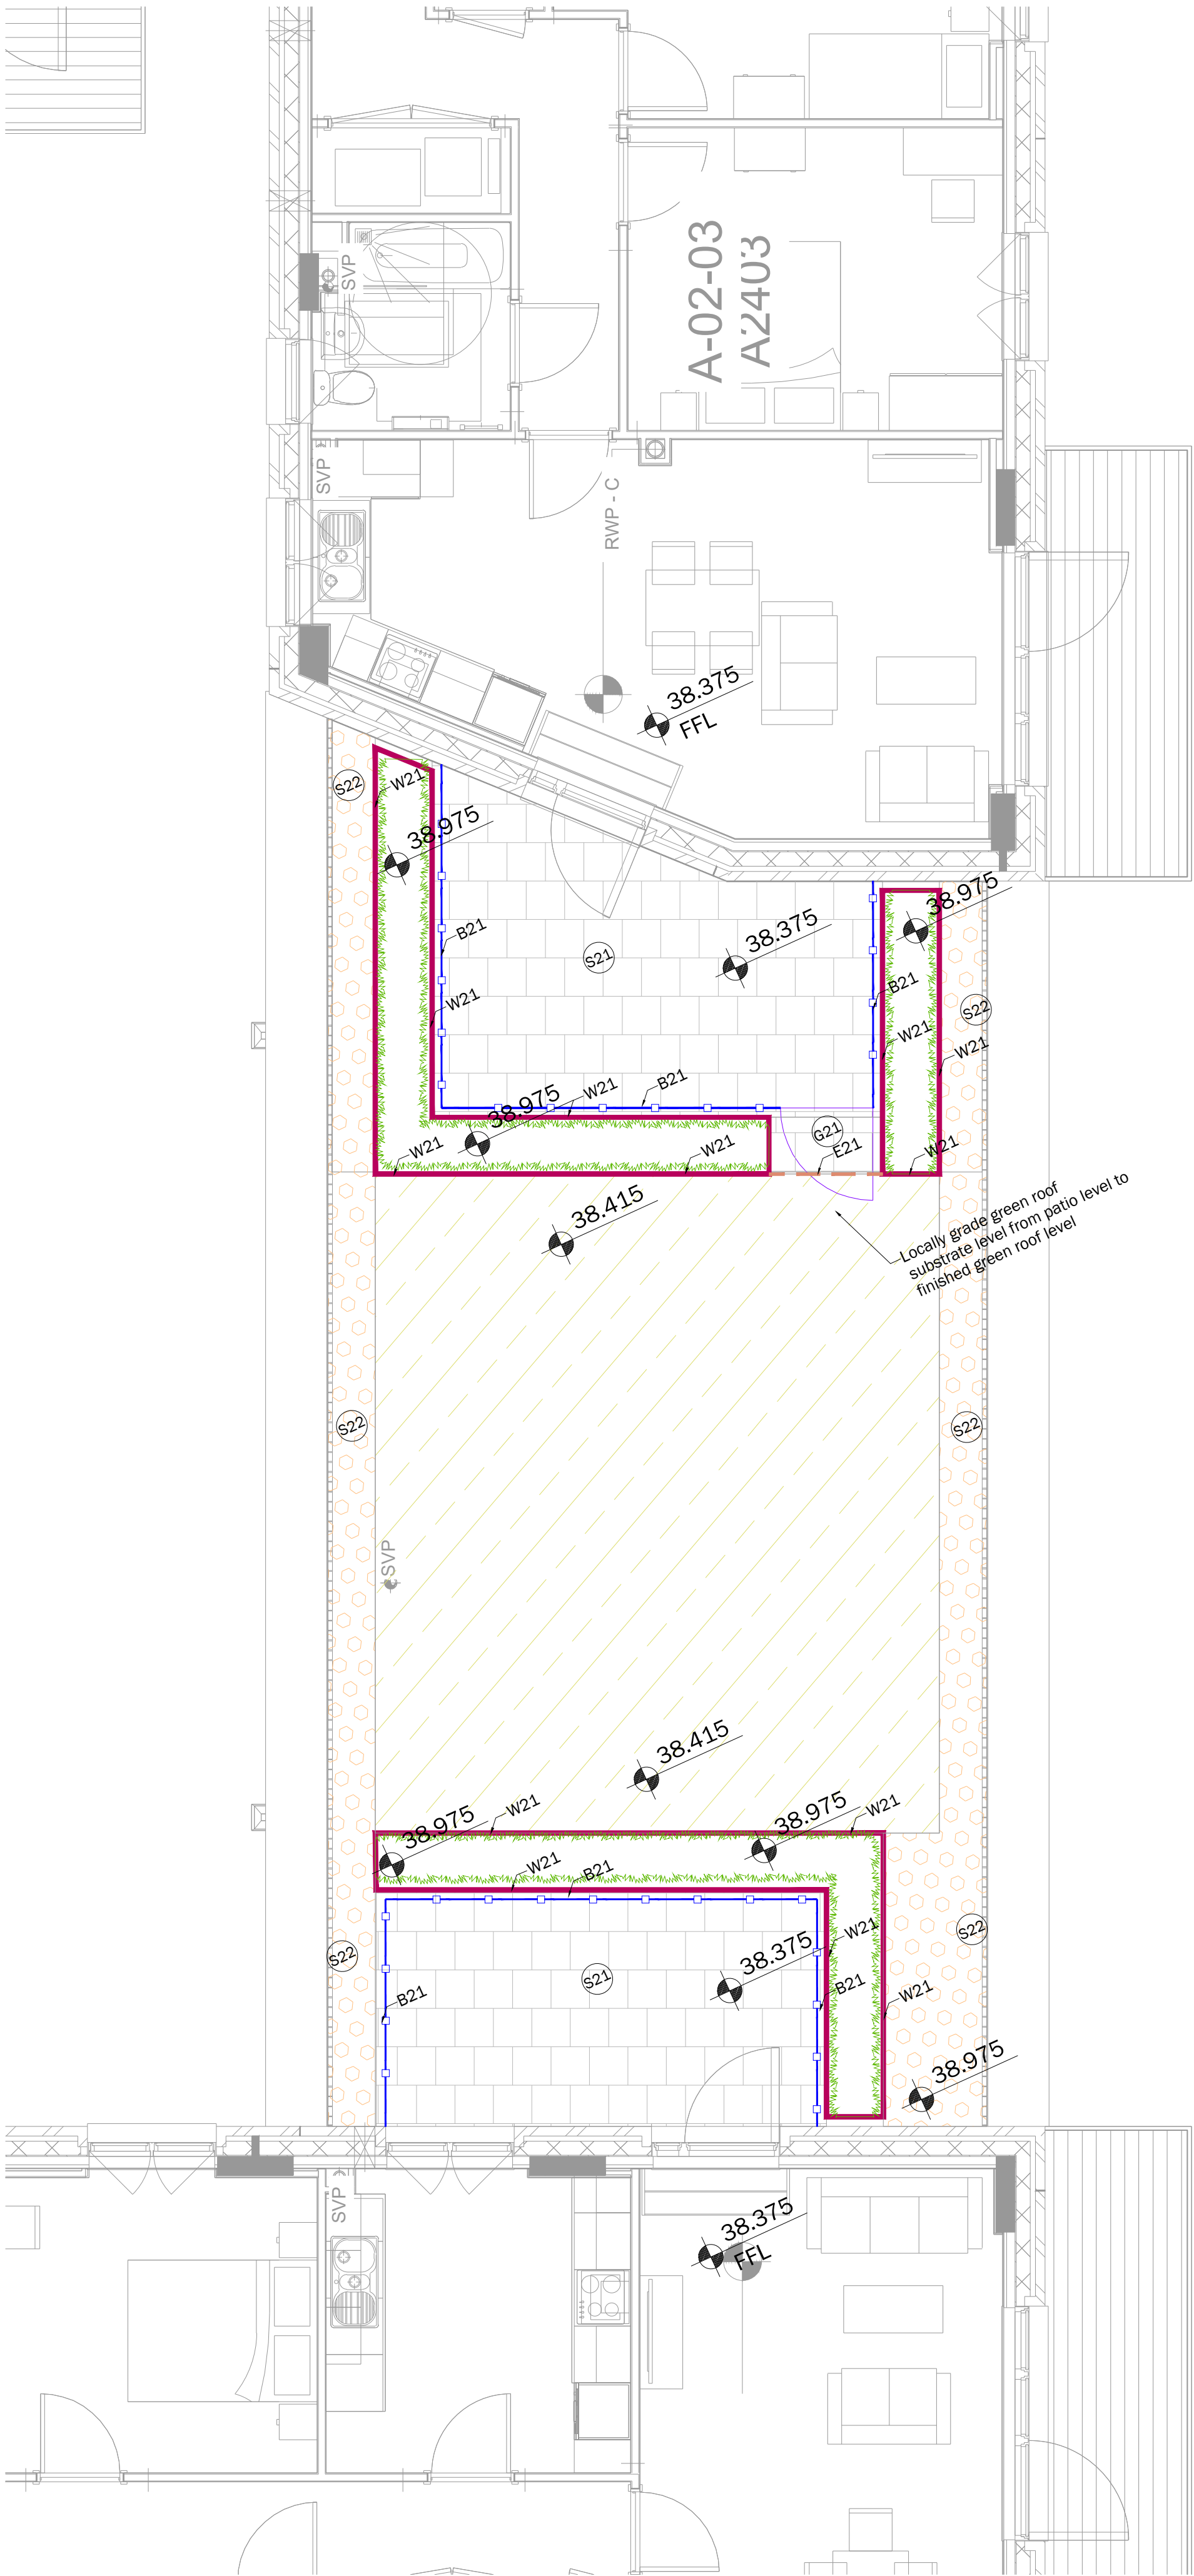 A-02-03
A2403
SVP
SVP
RWP - C
38.375
FFL
S22
W21
38.975
38.975
B21
S21
38.375
B21
S22
W21
W21
W21
38.975
W21
B21
G21
E21
W21
W21
W21
38.415
Locally grade green roof
substrate level from patio level to
finished green roof level
S22
S22
SVP
38.415
38.975
W21
38.975
W21
W21
B21
S22
S22
W21
38.375
S21
B21
B21
W21
38.975
SVP
38.375
FFL